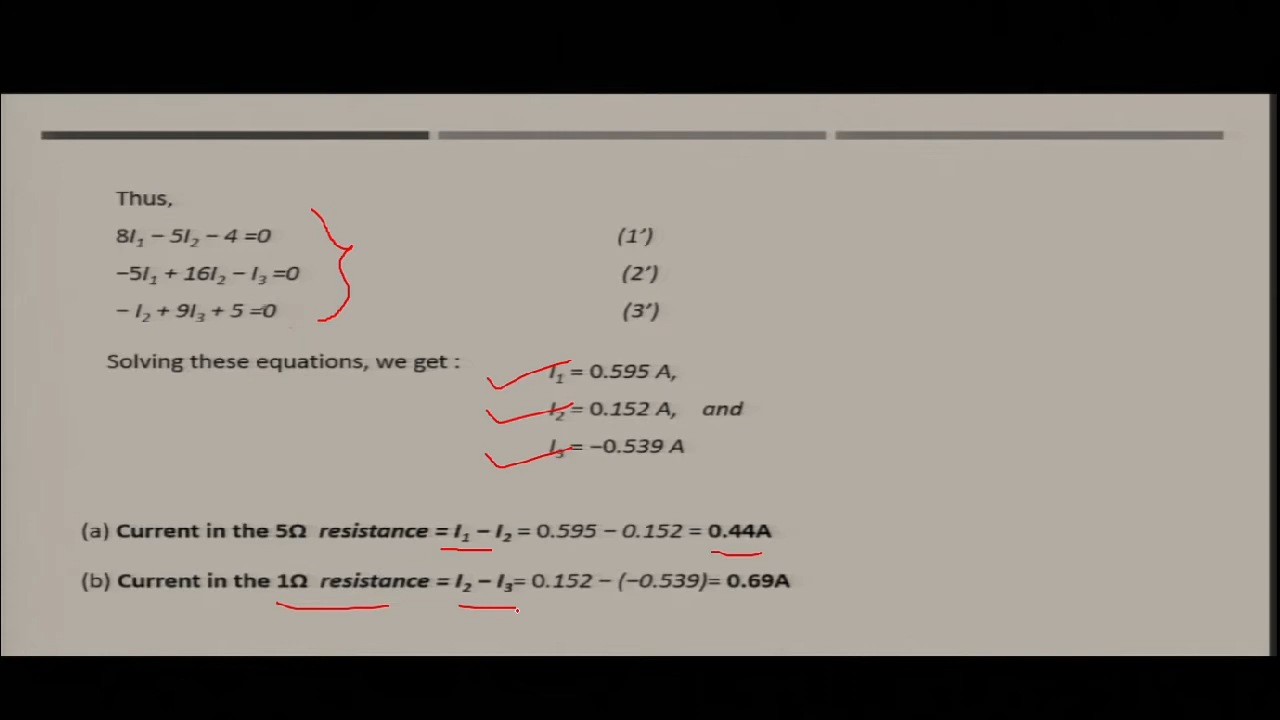 Thus,
8I₁ − 5I₂ − 4 =0 (1’)
−5I₁ + 16I₂ − I₃ =0 (2’)
− I₂ + 9I₃ + 5 =0 (3’)
Solving these equations, we get :
I₁ = 0.595 A,
I₂ = 0.152 A, and
I₃ = −0.539 A
(a) Current in the 5Ω resistance = I₁ − I₂ = 0.595 − 0.152 = 0.44A
(b) Current in the 1Ω resistance = I₂ − I₃= 0.152 − (−0.539)= 0.69A